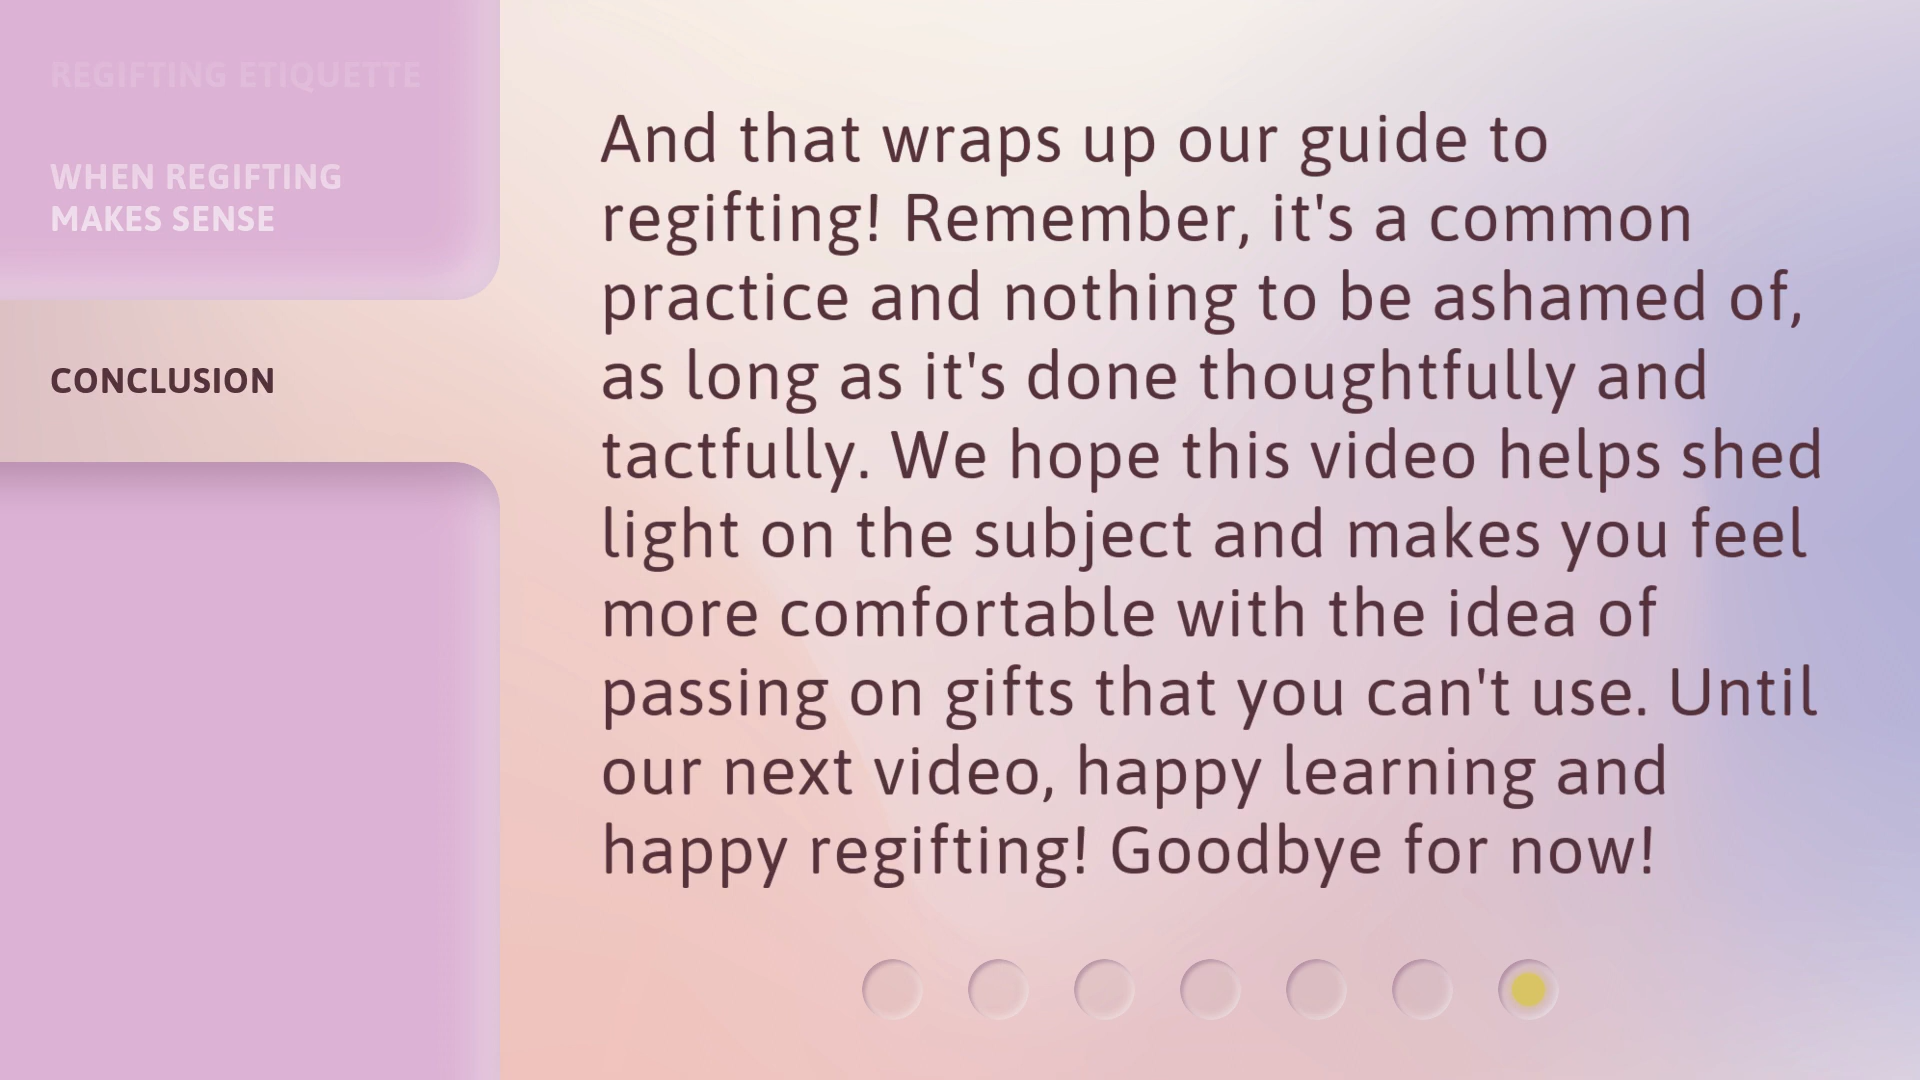 REGIFTING ETIQUETTE
WHEN REGIFTING
MAKES SENSE
CONCLUSION
And that wraps up our guide to
regifting! Remember, it's a common
practice and nothing to be ashamed of,
as long as it's done thoughtfully and
tactfully. We hope this video helps shed
light on the subject and makes you feel
more comfortable with the idea of
passing on gifts that you can't use. Until
our next video, happy learning and
happy regifting! Goodbye for now!